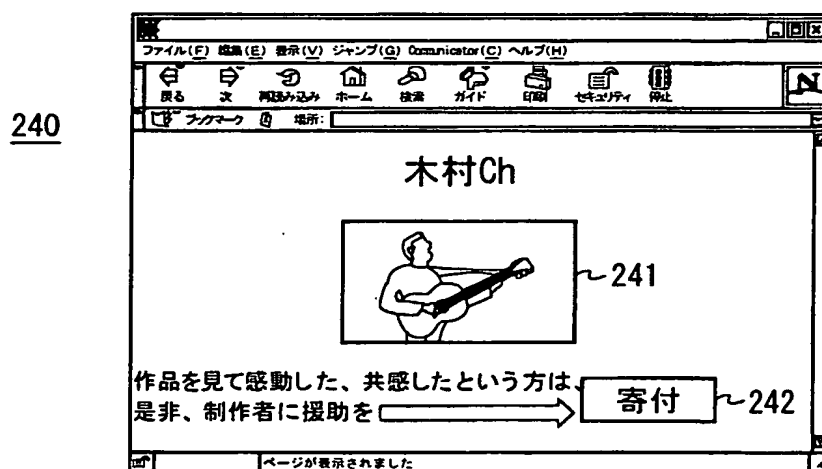 240
ファイル(F) 編集(E) 表示(V) ジャンプ(G) Communicator(C) ヘルプ(H)
戻る 次 再読み込み ホーム 検索 ガイド 印刷 セキュリティ 停止
N
ブックマーク 場所:
木村Ch
241
作品を見て感動した、共感したという方は、
是非、制作者に援助を
寄付
242
ページが表示されました